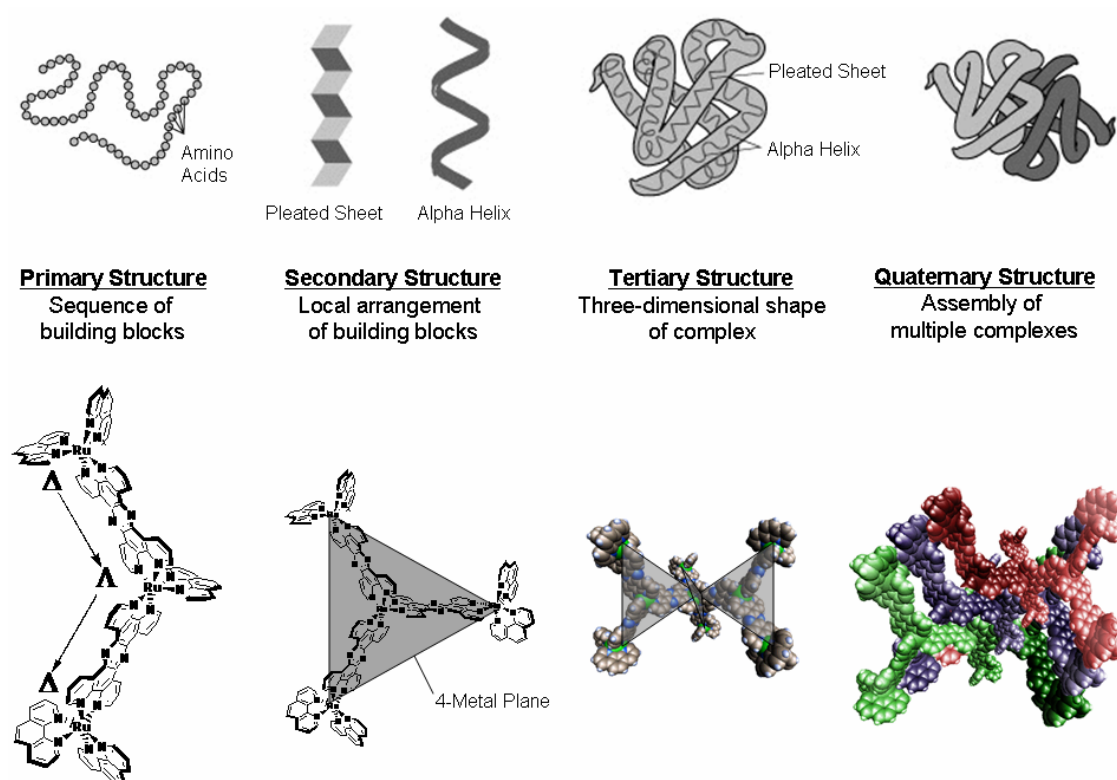 Amino
Acids
Pleated Sheet
Alpha Helix
Pleated Sheet
Alpha Helix
Primary Structure
Sequence of
building blocks
Secondary Structure
Local arrangement
of building blocks
Tertiary Structure
Three-dimensional shape
of complex
Quaternary Structure
Assembly of
multiple complexes
N
N
N
Ru
N
N
N
Λ
N
N
N
N
Λ
N
N
Ru
N
N
N
N
N
Λ
N
N
Ru
N
N
N
4-Metal Plane